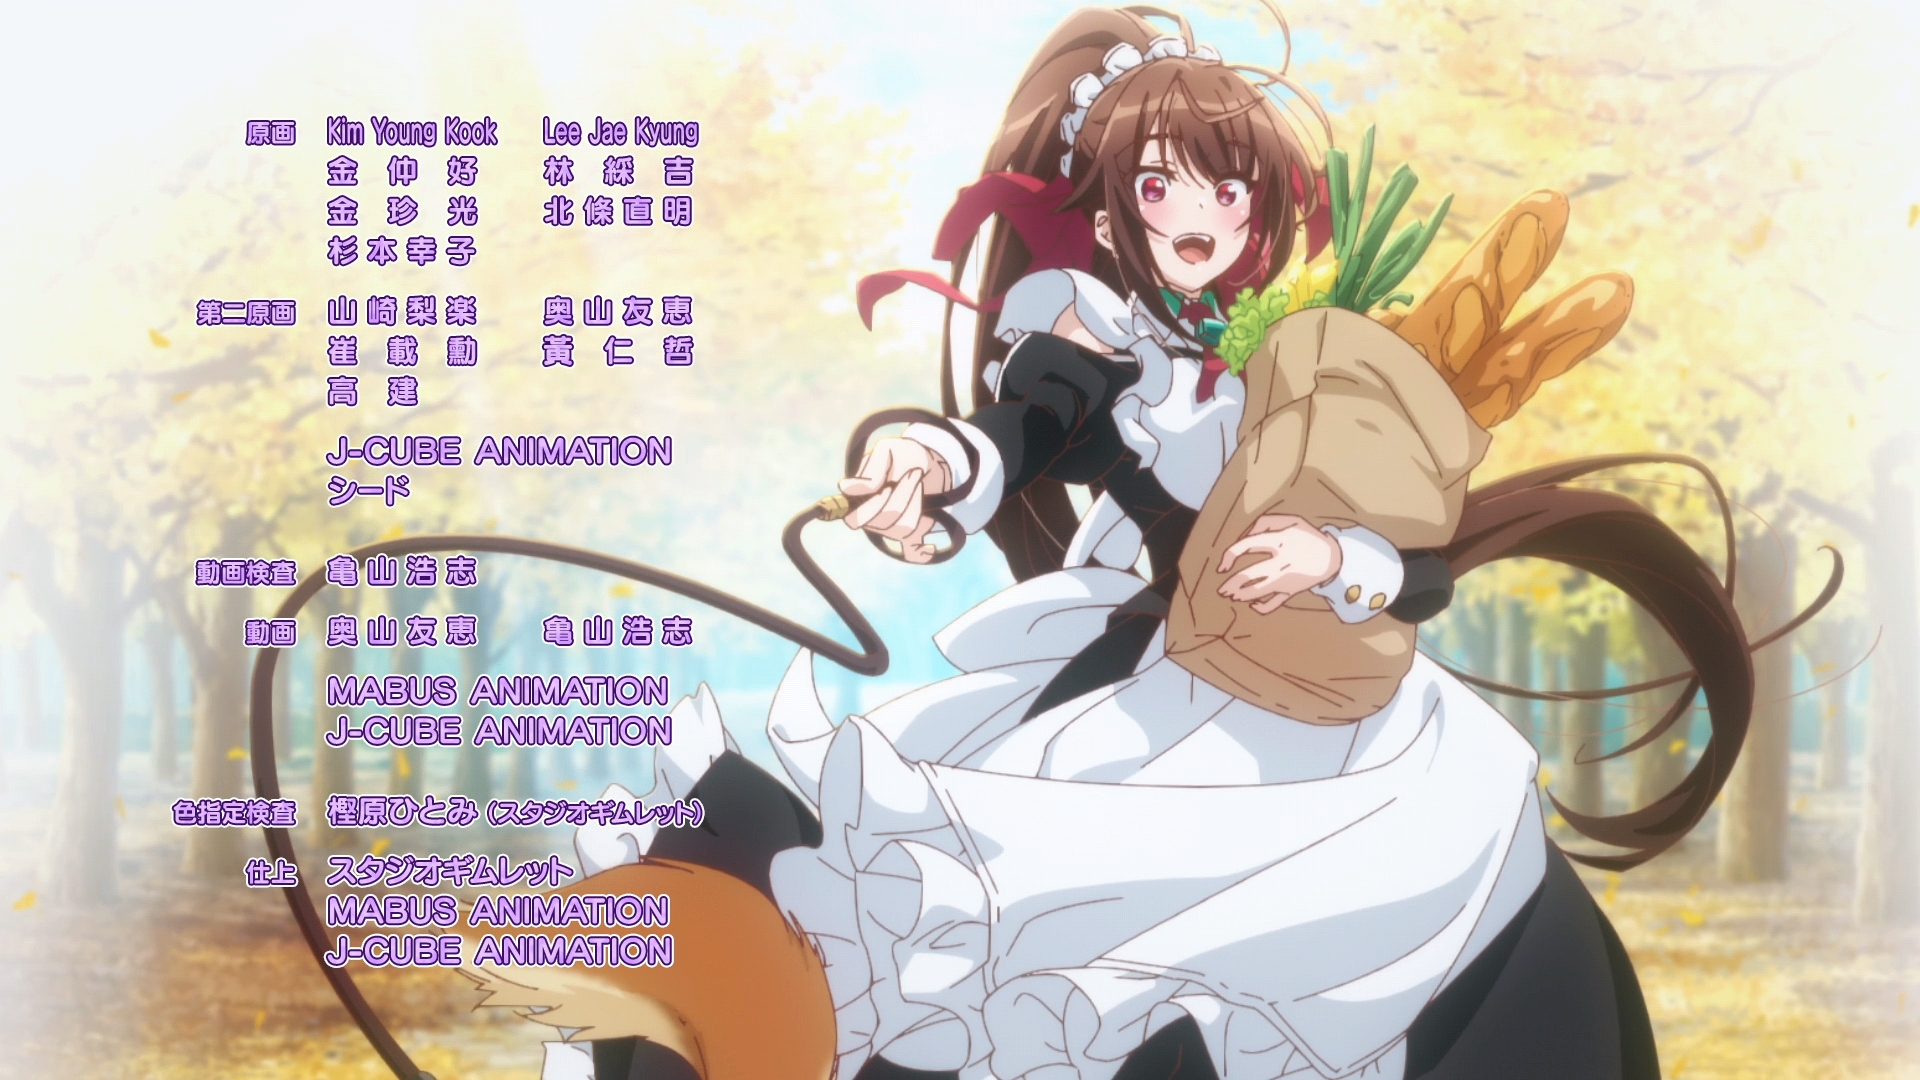 原画 Kim Young Kook Lee Jae Kyung
金仲好 林綵吉
金珍光 北條直明
杉本幸子
第二原画 山崎梨楽 奥山友恵
崔載勳 黃仁哲
高建
J-CUBE ANIMATION
シード
動画検査 亀山浩志
動画 奥山友恵 亀山浩志
MABUS ANIMATION
J-CUBE ANIMATION
色指定検査 樫原ひとみ（スタジオギムレット）
仕上 スタジオギムレット
MABUS ANIMATION
J-CUBE ANIMATION